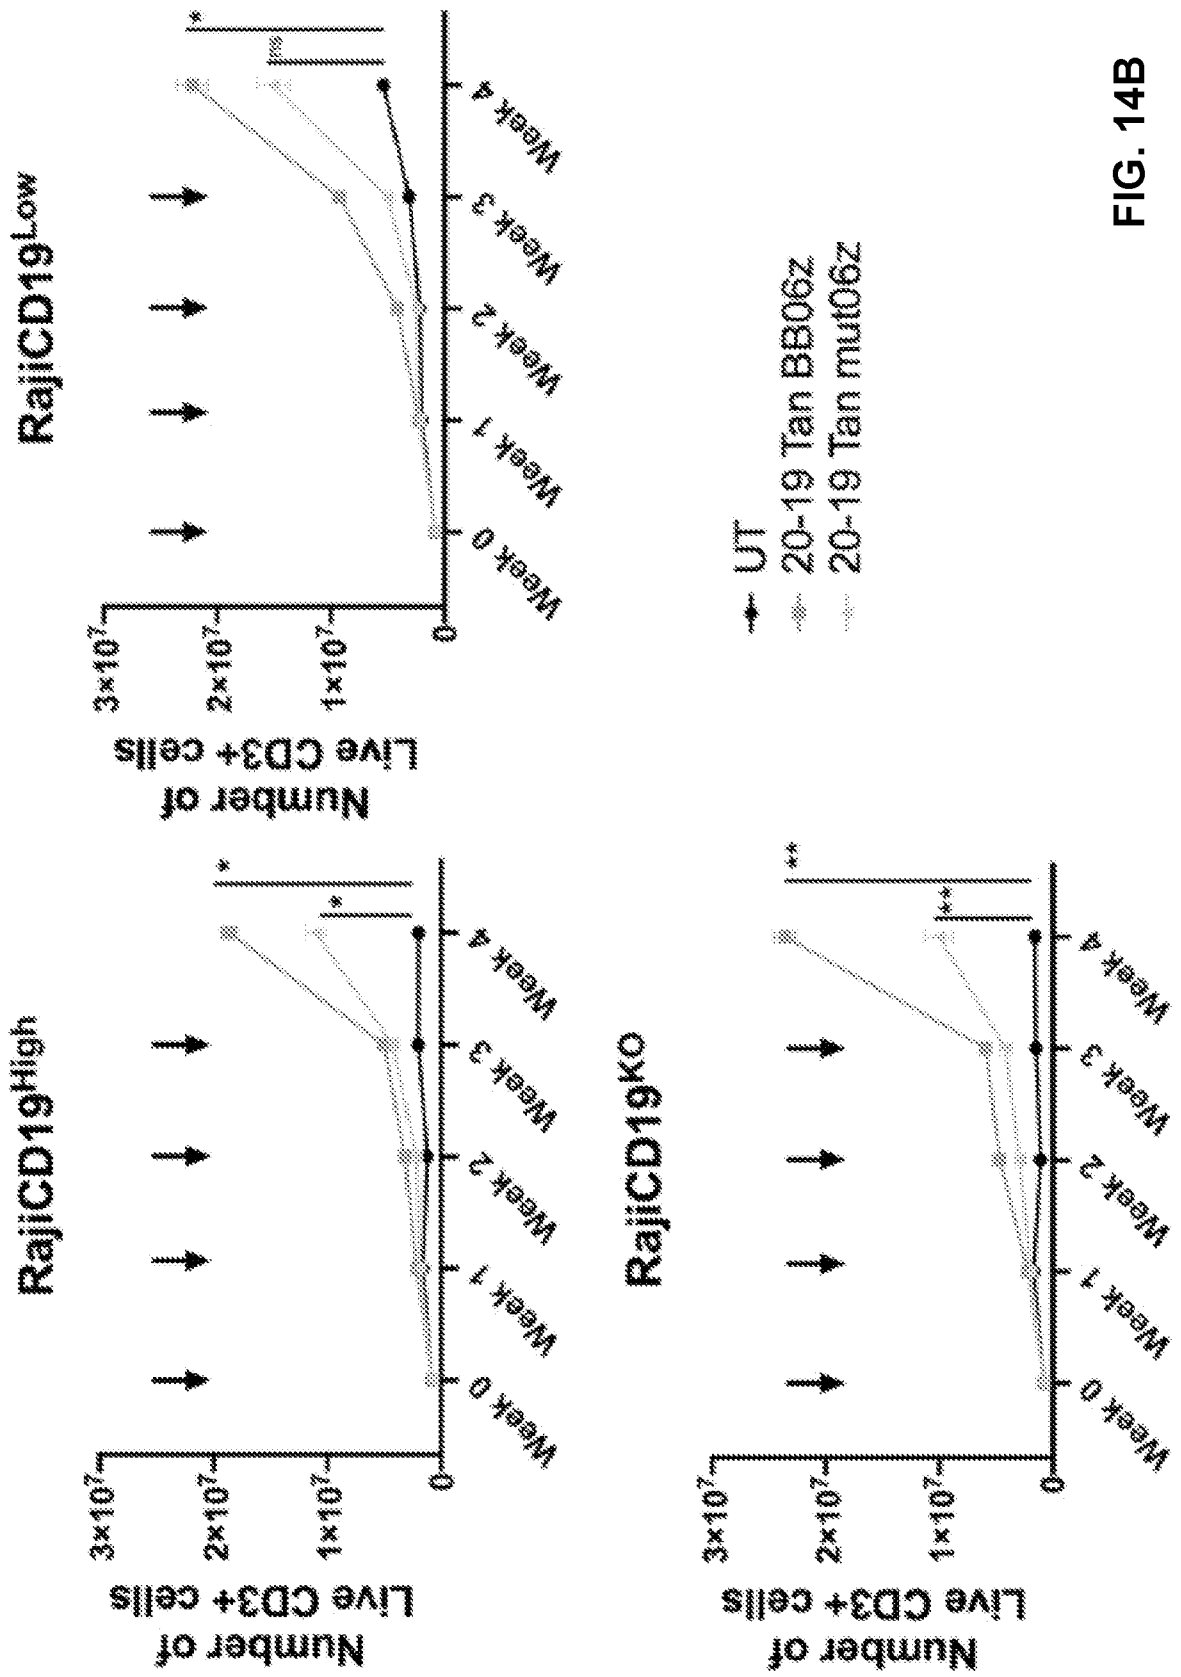 RajiCD19High
Number of
Live CD3+ cells
3×10⁷
2×10⁷
1×10⁷
0
Week 0
Week 1
Week 2
Week 3
Week 4
*
*
RajiCD19Low
Number of
Live CD3+ cells
3×10⁷
2×10⁷
1×10⁷
0
Week 0
Week 1
Week 2
Week 3
Week 4
ns
*
RajiCD19KO
Number of
Live CD3+ cells
3×10⁷
2×10⁷
1×10⁷
0
Week 0
Week 1
Week 2
Week 3
Week 4
**
**
UT
20-19 Tan BB06z
20-19 Tan mut06z
FIG. 14B